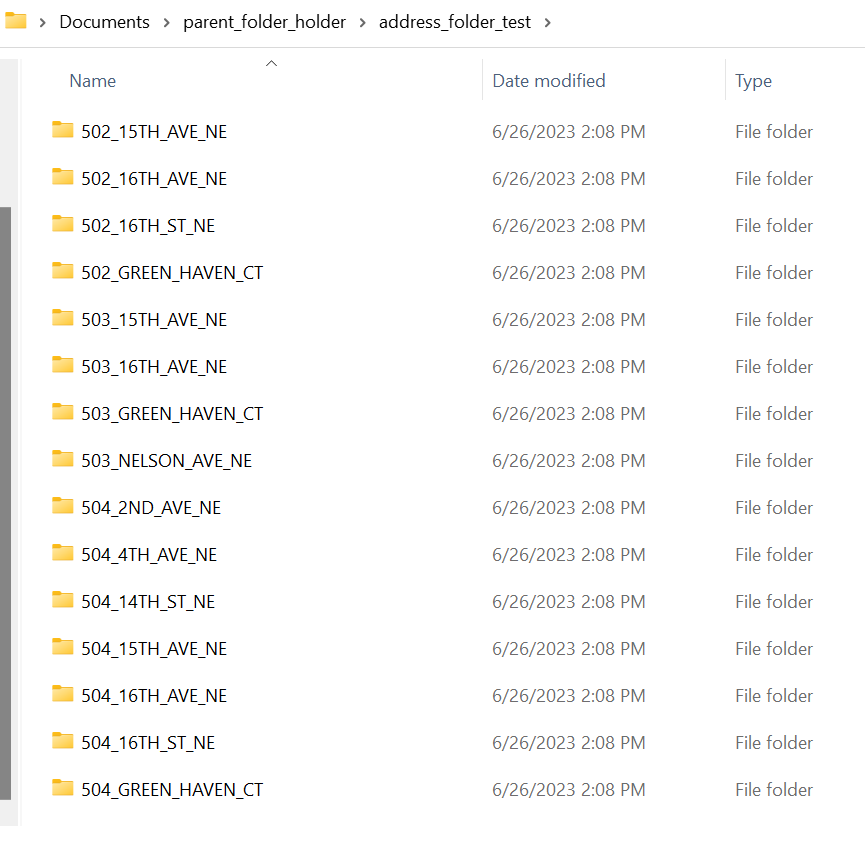 Documents > parent_folder_holder > address_folder_test >
Name Date modified Type
502_15TH_AVE_NE 6/26/2023 2:08 PM File folder
502_16TH_AVE_NE 6/26/2023 2:08 PM File folder
502_16TH_ST_NE 6/26/2023 2:08 PM File folder
502_GREEN_HAVEN_CT 6/26/2023 2:08 PM File folder
503_15TH_AVE_NE 6/26/2023 2:08 PM File folder
503_16TH_AVE_NE 6/26/2023 2:08 PM File folder
503_GREEN_HAVEN_CT 6/26/2023 2:08 PM File folder
503_NELSON_AVE_NE 6/26/2023 2:08 PM File folder
504_2ND_AVE_NE 6/26/2023 2:08 PM File folder
504_4TH_AVE_NE 6/26/2023 2:08 PM File folder
504_14TH_ST_NE 6/26/2023 2:08 PM File folder
504_15TH_AVE_NE 6/26/2023 2:08 PM File folder
504_16TH_AVE_NE 6/26/2023 2:08 PM File folder
504_16TH_ST_NE 6/26/2023 2:08 PM File folder
504_GREEN_HAVEN_CT 6/26/2023 2:08 PM File folder